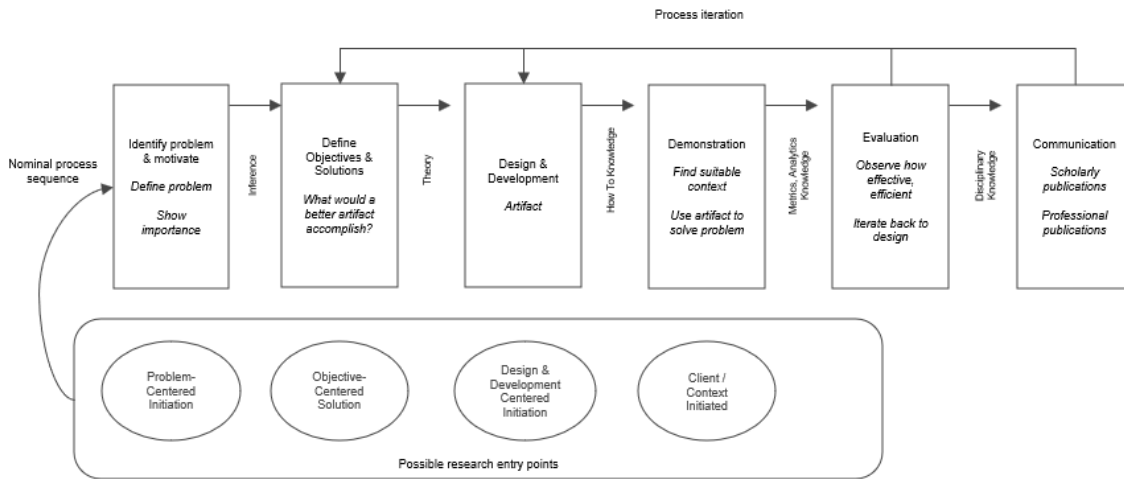 Process iteration
Nominal process
sequence
Identify problem
& motivate
Define problem
Show
importance
Inference
Define
Objectives &
Solutions
What would a
better artifact
accomplish?
Theory
Design &
Development
Artifact
How To Knowledge
Demonstration
Find suitable
context
Use artifact to
solve problem
Metrics, Analytics
Knowledge
Evaluation
Observe how
effective,
efficient
Iterate back to
design
Disciplinary
Knowledge
Communication
Scholarly
publications
Professional
publications
Problem-
Centered
Initiation
Objective-
Centered
Solution
Design &
Development
Centered
Initiation
Client /
Context
Initiated
Possible research entry points